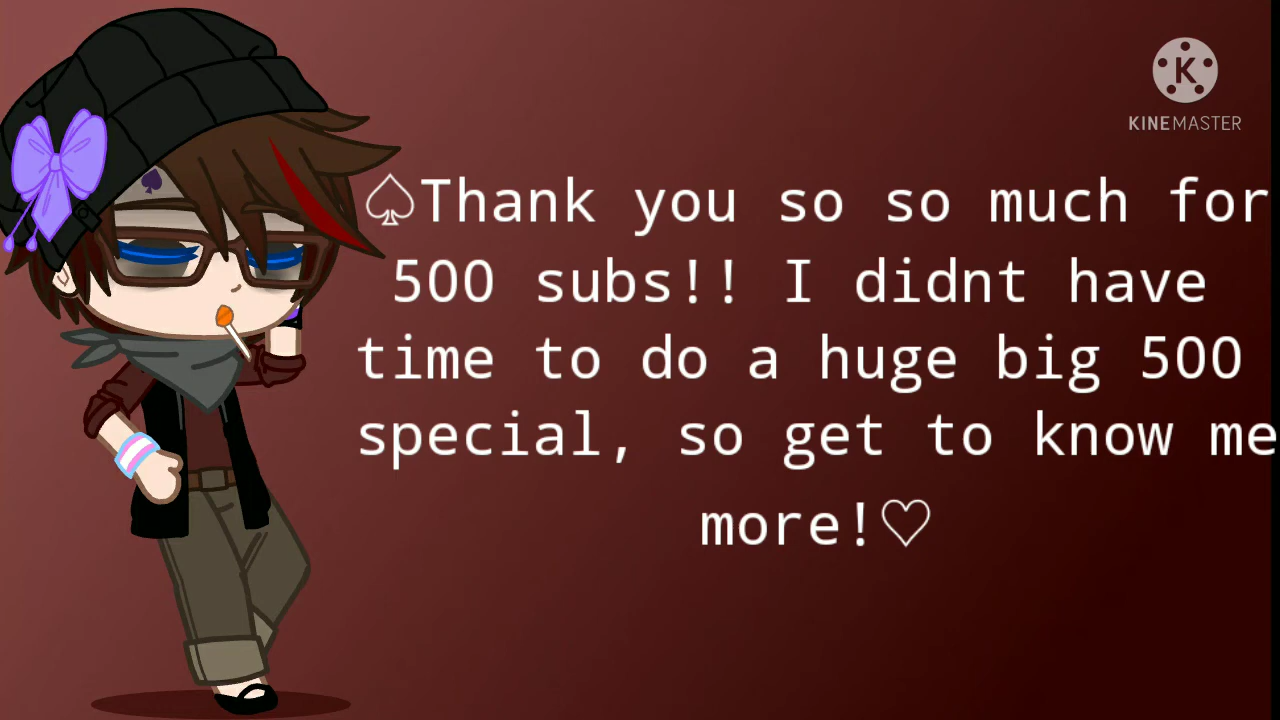 K
KINEMASTER
♤Thank you so so much for
500 subs!! I didnt have
time to do a huge big 500
special, so get to know me
more!♡